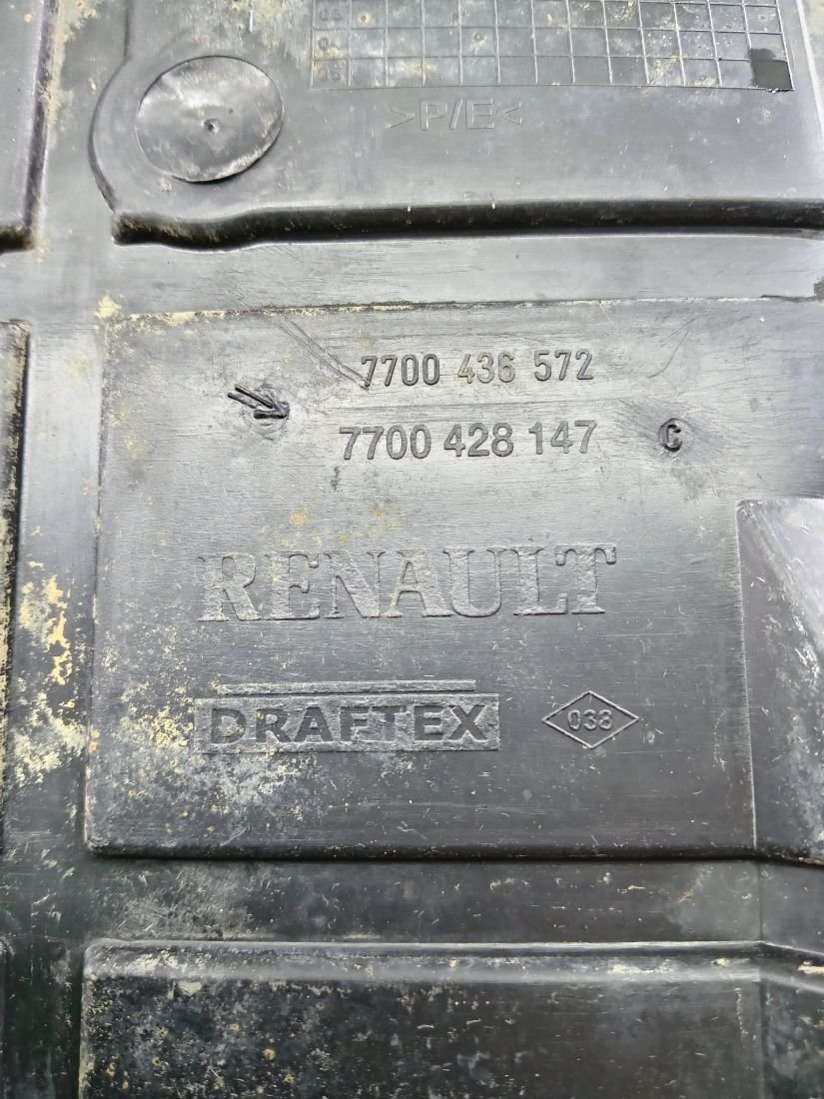 >P/E<
7700 436 572
7700 428 147 C
RENAULT
DRAFTEX 038